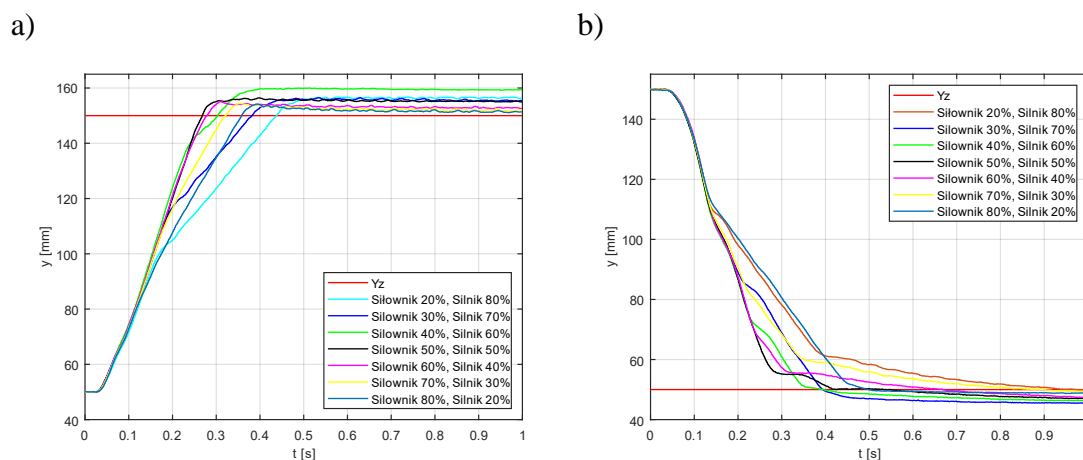 a)
b)
160
140
120
100
80
60
40
y [mm]
0
0.1
0.2
0.3
0.4
0.5
0.6
0.7
0.8
0.9
1
t [s]
Yz
Siłownik 20%, Silnik 80%
Siłownik 30%, Silnik 70%
Siłownik 40%, Silnik 60%
Siłownik 50%, Silnik 50%
Siłownik 60%, Silnik 40%
Siłownik 70%, Silnik 30%
Siłownik 80%, Silnik 20%
140
120
100
80
60
40
y [mm]
0
0.1
0.2
0.3
0.4
0.5
0.6
0.7
0.8
0.9
t [s]
Yz
Siłownik 20%, Silnik 80%
Siłownik 30%, Silnik 70%
Siłownik 40%, Silnik 60%
Siłownik 50%, Silnik 50%
Siłownik 60%, Silnik 40%
Siłownik 70%, Silnik 30%
Siłownik 80%, Silnik 20%